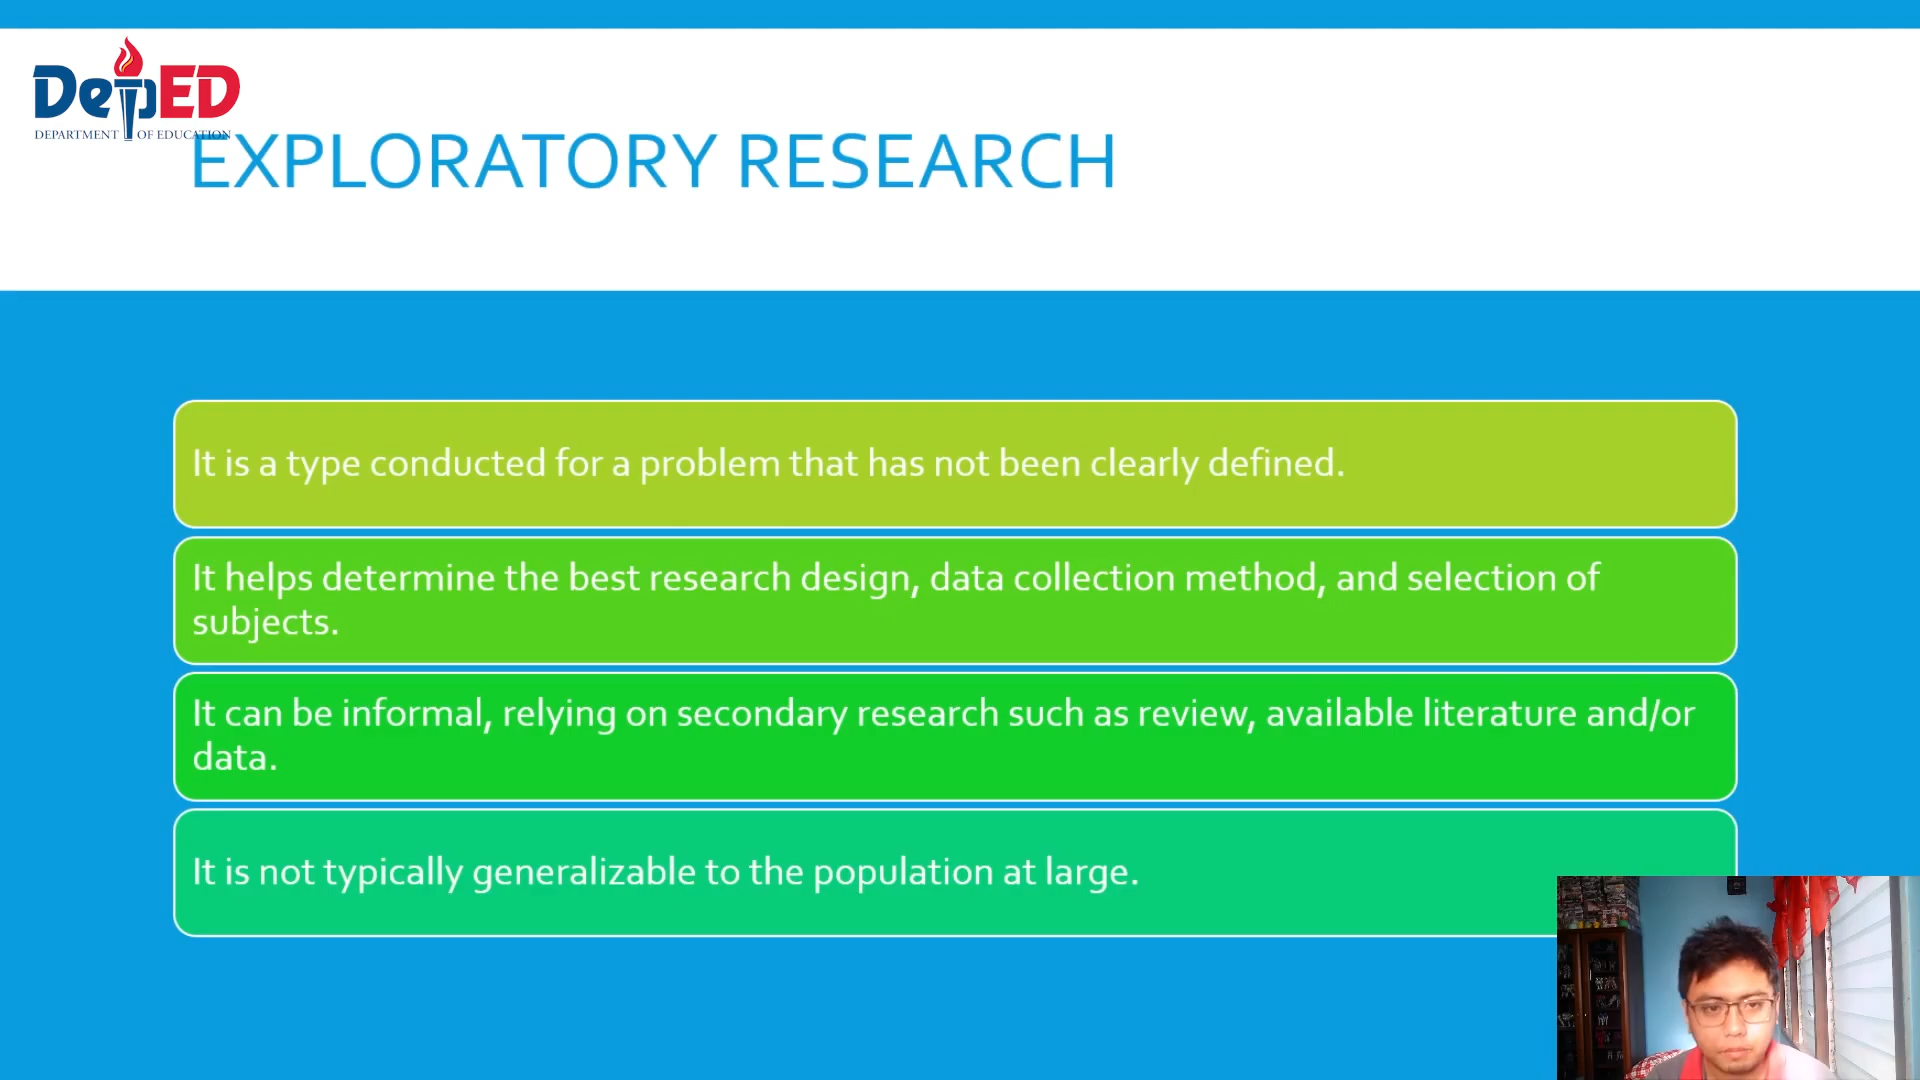 DepED
DEPARTMENT OF EDUCATION
EXPLORATORY RESEARCH
It is a type conducted for a problem that has not been clearly defined.
It helps determine the best research design, data collection method, and selection of
subjects.
It can be informal, relying on secondary research such as review, available literature and/or
data.
It is not typically generalizable to the population at large.